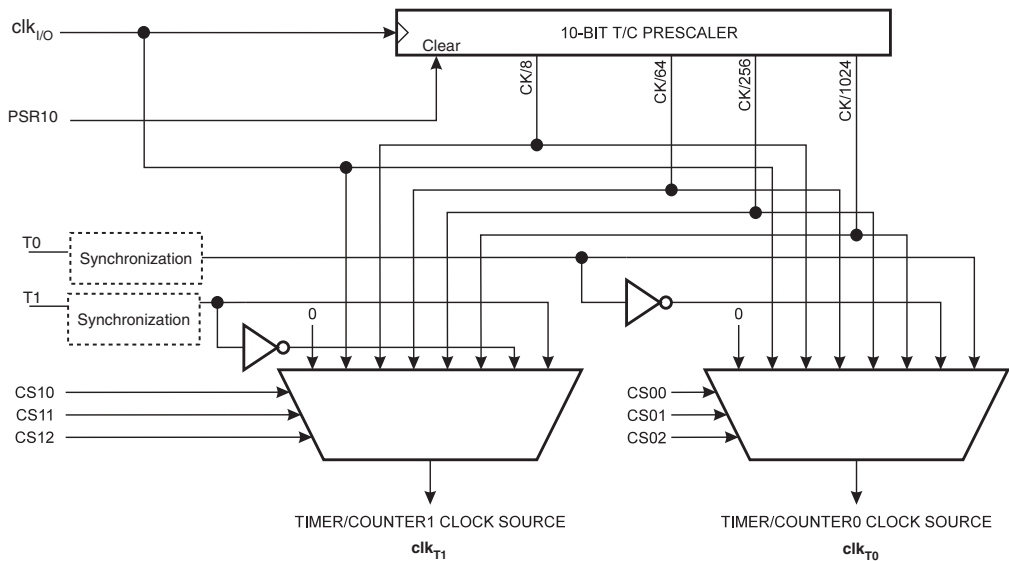 clkI/O
10-BIT T/C PRESCALER
Clear
CK/8
CK/64
CK/256
CK/1024
PSR10
T0
Synchronization
T1
Synchronization
0
0
CS10
CS11
CS12
CS00
CS01
CS02
TIMER/COUNTER1 CLOCK SOURCE
clkT1
TIMER/COUNTER0 CLOCK SOURCE
clkT0